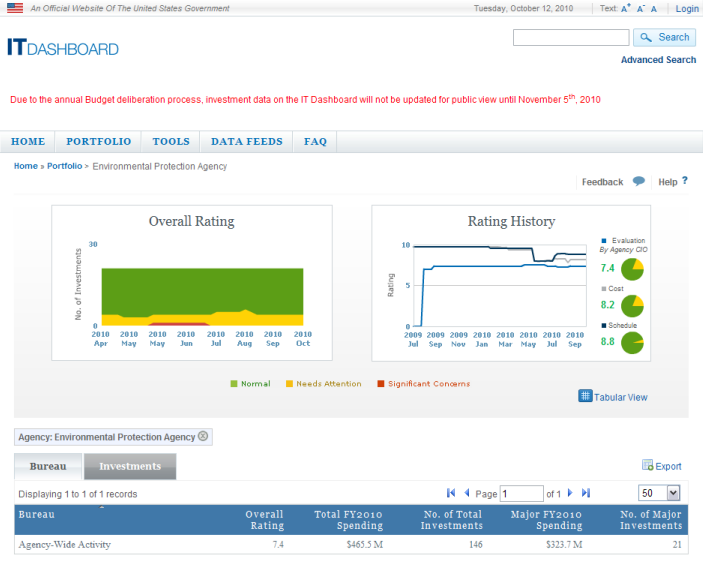 An Official Website Of The United States Government
Tuesday, October 12, 2010
Text: A+ A- A
Login
IT DASHBOARD
Search
Advanced Search
Due to the annual Budget deliberation process, investment data on the IT Dashboard will not be updated for public view until November 5th, 2010
HOME PORTFOLIO TOOLS DATA FEEDS FAQ
Home » Portfolio > Environmental Protection Agency
Feedback Help ?
Overall Rating
30
No. of Investments
0
2010 2010 2010 2010 2010 2010 2010 2010
Apr May May Jun Jul Aug Sep Oct
Rating History
10
Rating
5
0
2009 2009 2009 2010 2010 2010 2010 2010
Jul Sep Nov Jan Mar May Jul Sep
Evaluation
By Agency CIO
7.4
Cost
8.2
Schedule
8.8
Normal Needs Attention Significant Concerns
Tabular View
Agency: Environmental Protection Agency
Bureau Investments
Export
Displaying 1 to 1 of 1 records
Page 1 of 1
50
Bureau Overall Total FY2010 No. of Total Major FY2010 No. of Major
Rating Spending Investments Spending Investments
Agency-Wide Activity 7.4 $465.5 M 146 $323.7 M 21